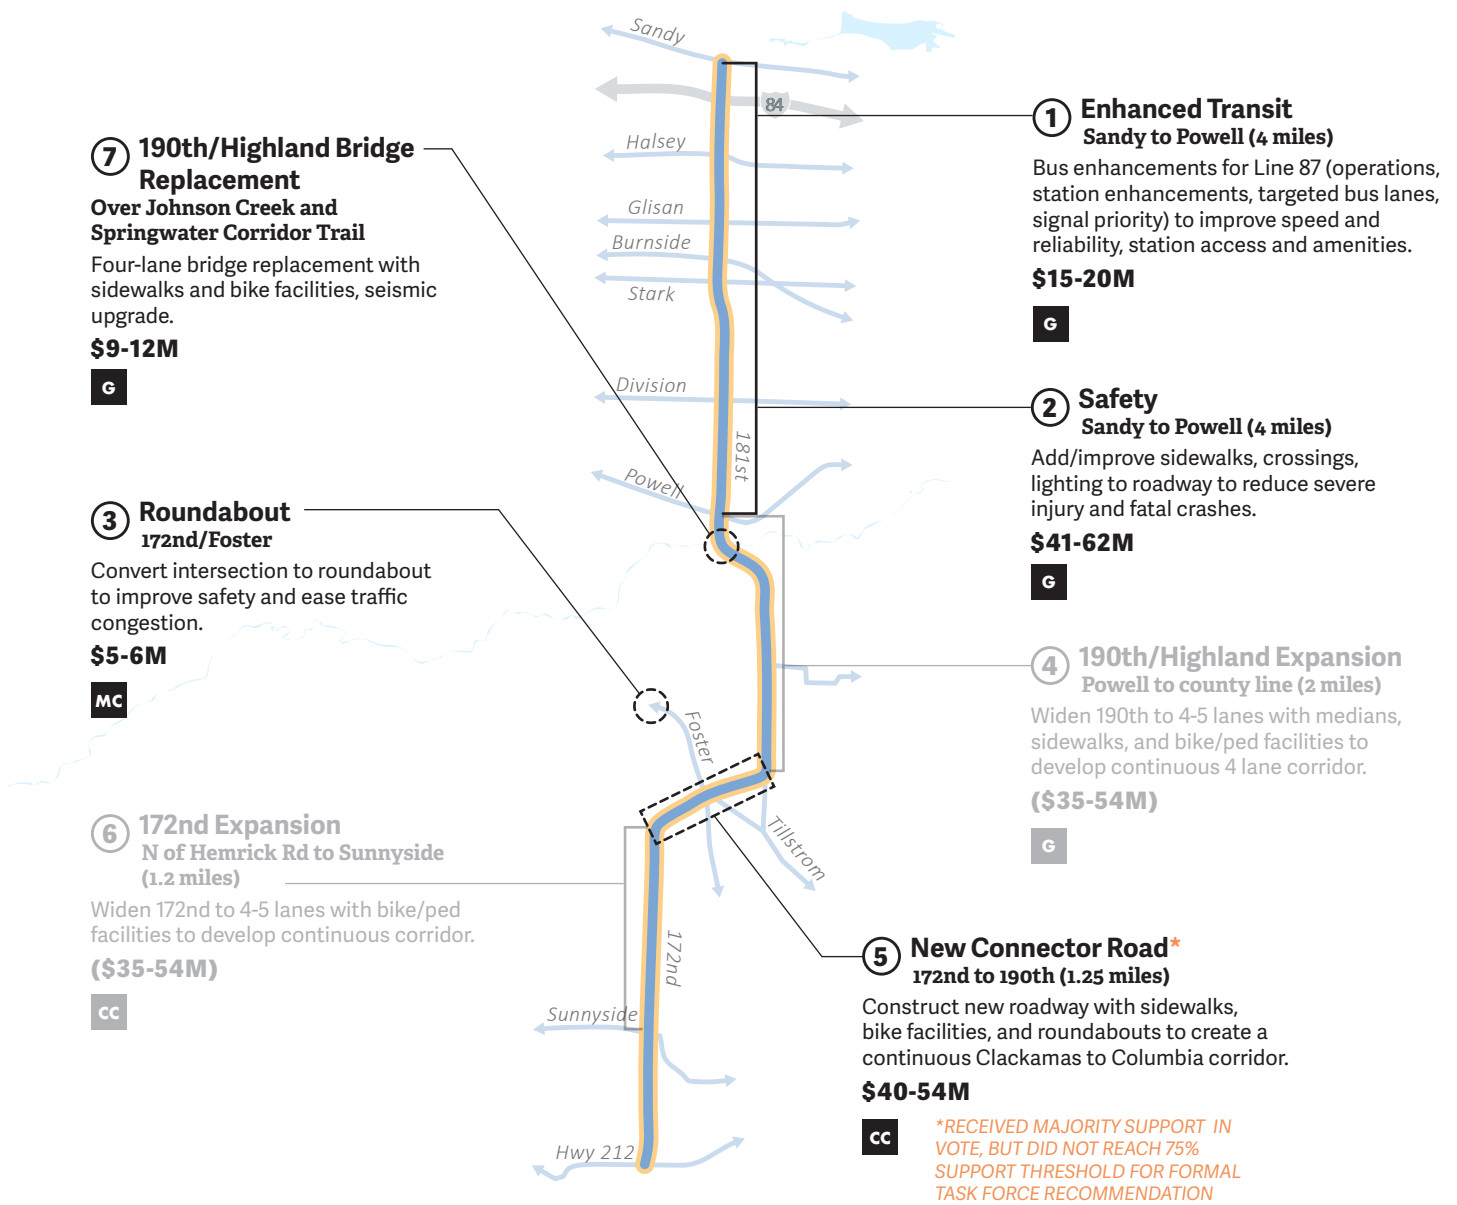 Sandy
84
Halsey
Glisan
Burnside
Stark
Division
181st
Powell
Foster
Tillstrom
172nd
Sunnyside
Hwy 212
1 Enhanced Transit
Sandy to Powell (4 miles)
Bus enhancements for Line 87 (operations,
station enhancements, targeted bus lanes,
signal priority) to improve speed and
reliability, station access and amenities.
$15-20M
G
2 Safety
Sandy to Powell (4 miles)
Add/improve sidewalks, crossings,
lighting to roadway to reduce severe
injury and fatal crashes.
$41-62M
G
7 190th/Highland Bridge
Replacement
Over Johnson Creek and
Springwater Corridor Trail
Four-lane bridge replacement with
sidewalks and bike facilities, seismic
upgrade.
$9-12M
G
3 Roundabout
172nd/Foster
Convert intersection to roundabout
to improve safety and ease traffic
congestion.
$5-6M
MC
4 190th/Highland Expansion
Powell to county line (2 miles)
Widen 190th to 4-5 lanes with medians,
sidewalks, and bike/ped facilities to
develop continuous 4 lane corridor.
($35-54M)
G
6 172nd Expansion
N of Hemrick Rd to Sunnyside
(1.2 miles)
Widen 172nd to 4-5 lanes with bike/ped
facilities to develop continuous corridor.
($35-54M)
CC
5 New Connector Road*
172nd to 190th (1.25 miles)
Construct new roadway with sidewalks,
bike facilities, and roundabouts to create a
continuous Clackamas to Columbia corridor.
$40-54M
CC
*RECEIVED MAJORITY SUPPORT IN
VOTE, BUT DID NOT REACH 75%
SUPPORT THRESHOLD FOR FORMAL
TASK FORCE RECOMMENDATION